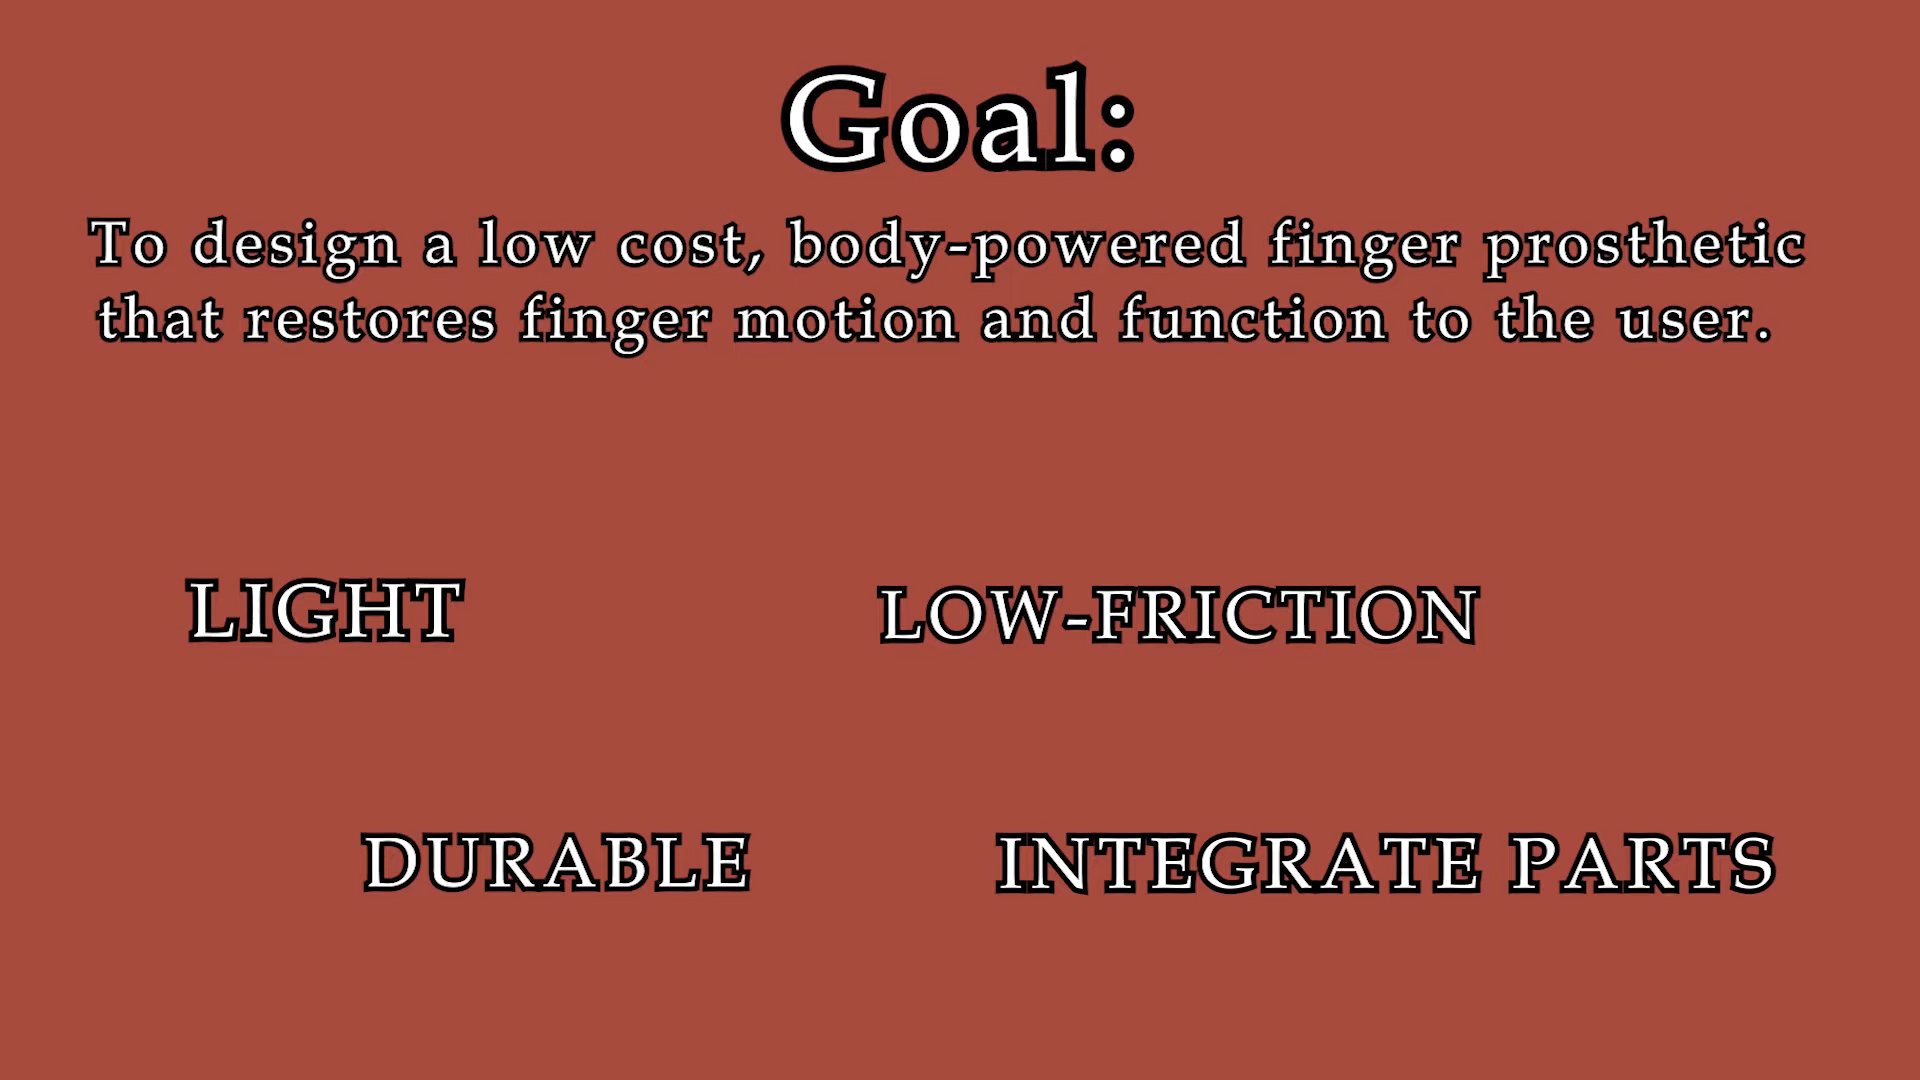 Goal:
To design a low cost, body-powered finger prosthetic
that restores finger motion and function to the user.
LIGHT
LOW-FRICTION
DURABLE
INTEGRATE PARTS